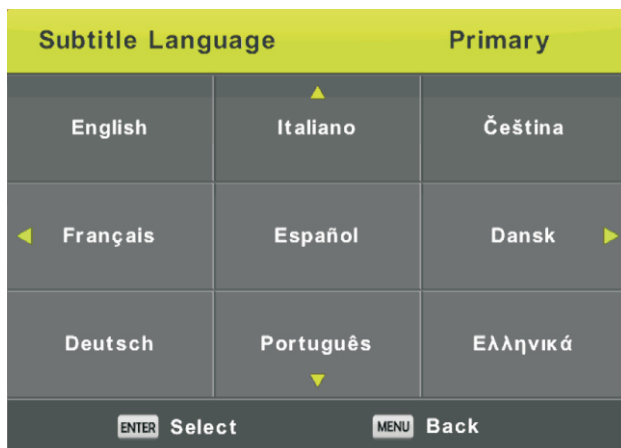 Subtitle Language Primary
English Italiano Čeština
Français Español Dansk
Deutsch Português Ελληνικά
ENTER Select MENU Back